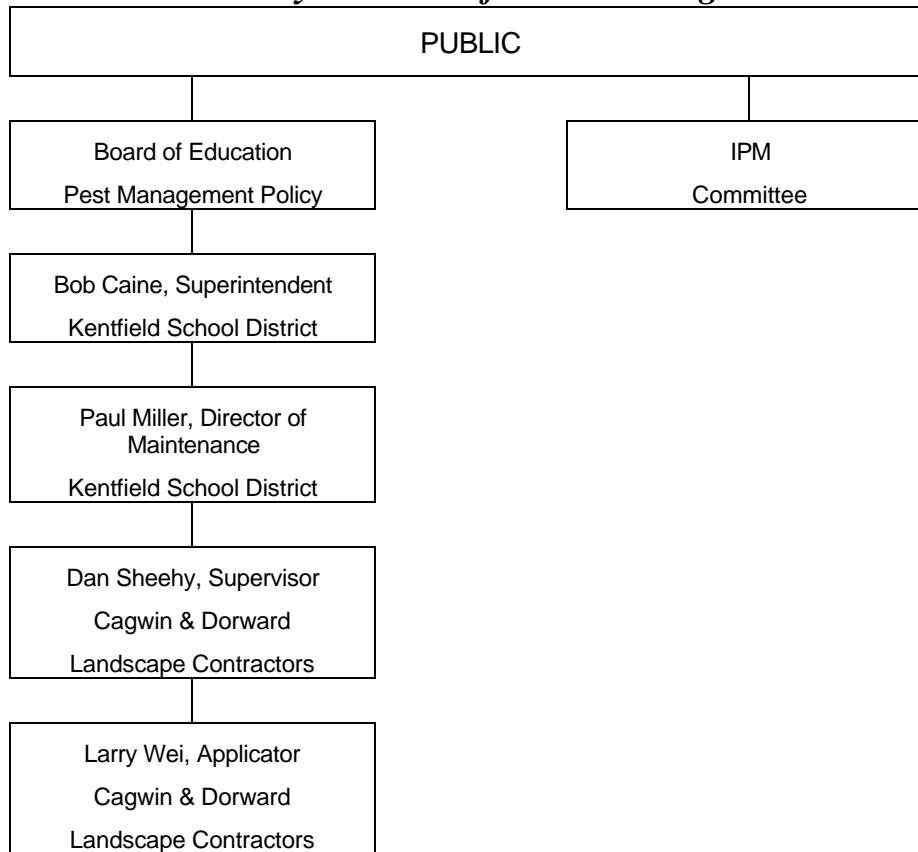 PUBLIC
Board of Education
Pest Management Policy
IPM
Committee
Bob Caine, Superintendent
Kentfield School District
Paul Miller, Director of
Maintenance
Kentfield School District
Dan Sheehy, Supervisor
Cagwin & Dorward
Landscape Contractors
Larry Wei, Applicator
Cagwin & Dorward
Landscape Contractors